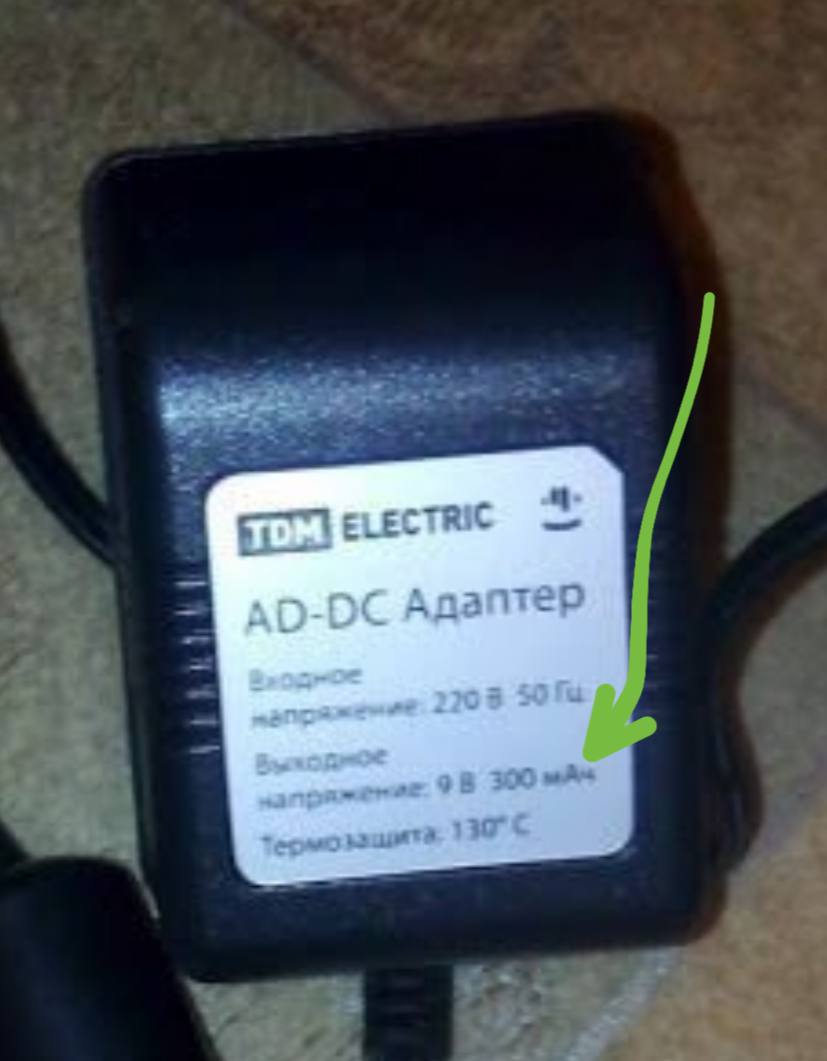 TDM ELECTRIC
AD-DC Адаптер
Входное
напряжение: 220 В 50 Гц
Выходное
напряжение: 9 В 300 мАч
Термозащита: 130° С